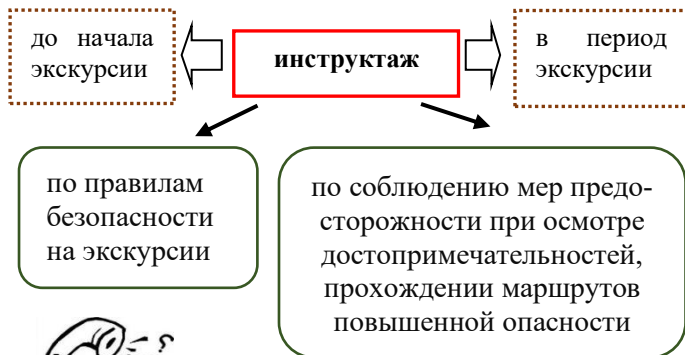 до начала
экскурсии
инструктаж
в период
экскурсии
по правилам
безопасности
на экскурсии
по соблюдению мер предо-
сторожности при осмотре
достопримечательностей,
прохождении маршрутов
повышенной опасности
?